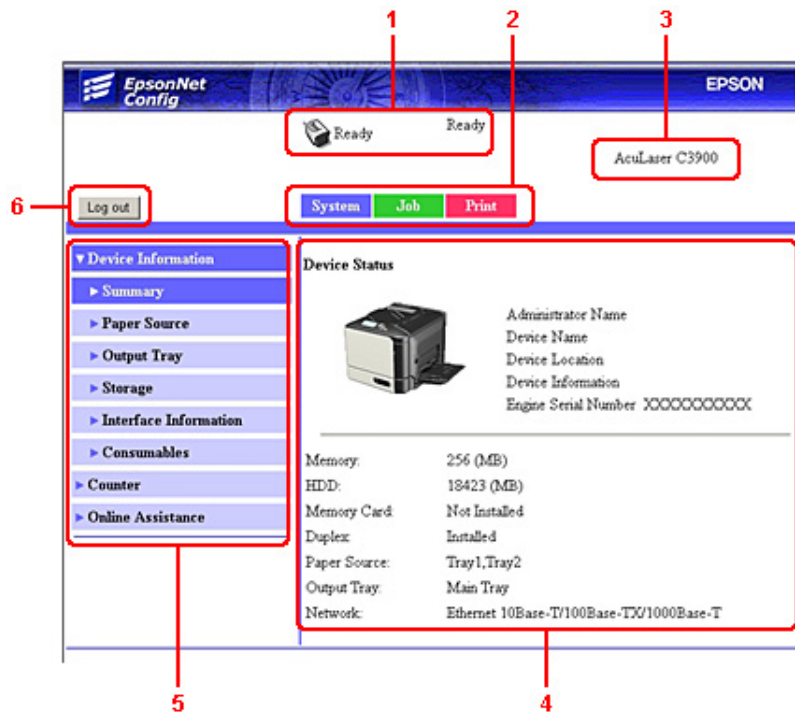 1 2 3
EpsonNet
Config
EPSON
Ready Ready
AcuLaser C3900
6 Log out System Job Print
▼Device Information
►Summary
►Paper Source
►Output Tray
►Storage
►Interface Information
►Consumables
►Counter
►Online Assistance
Device Status
Administrator Name
Device Name
Device Location
Device Information
Engine Serial Number XXXXXXXXXXX
Memory: 256 (MB)
HDD: 18423 (MB)
Memory Card: Not Installed
Duplex: Installed
Paper Source: Tray1,Tray2
Output Tray: Main Tray
Network: Ethernet 10Base-T/100Base-TX/1000Base-T
5 4